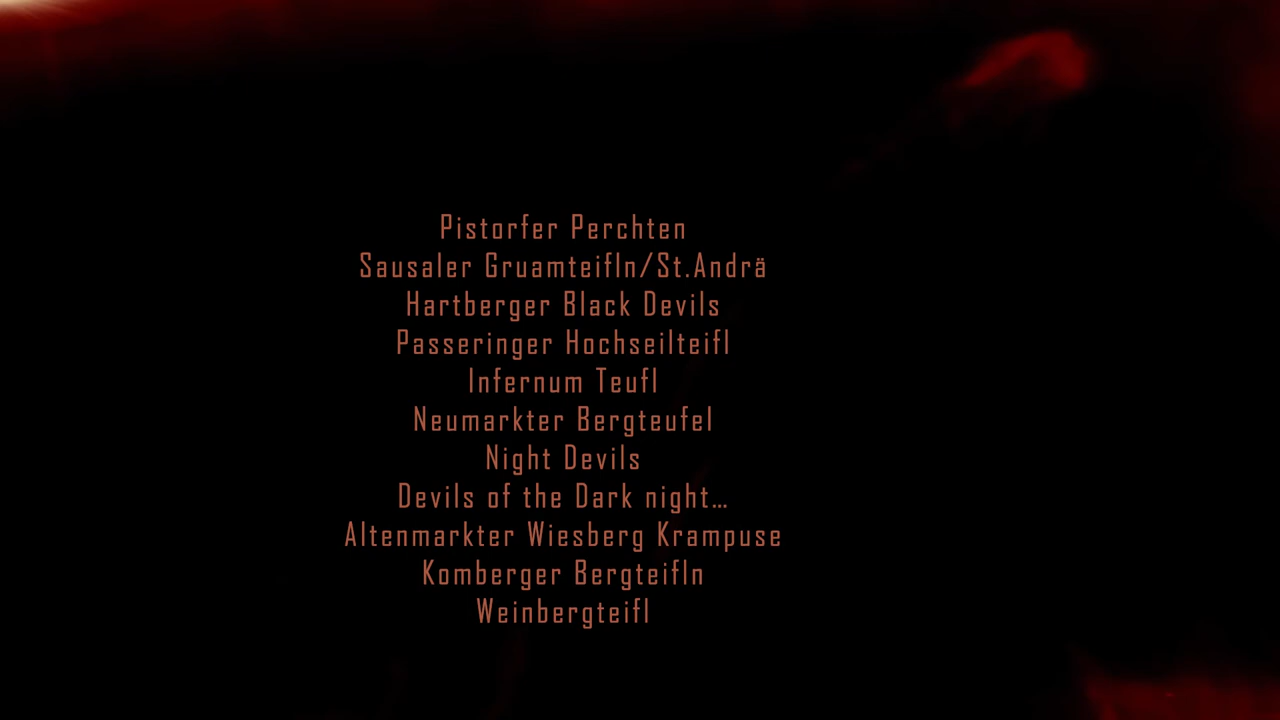 Pistorfer Perchten
Sausaler Gruamteifln/St.Andrä
Hartberger Black Devils
Passeringer Hochseilteifl
Infernum Teufl
Neumarkter Bergteufel
Night Devils
Devils of the Dark night...
Altenmarkter Wiesberg Krampuse
Komberger Bergteifln
Weinbergteifl